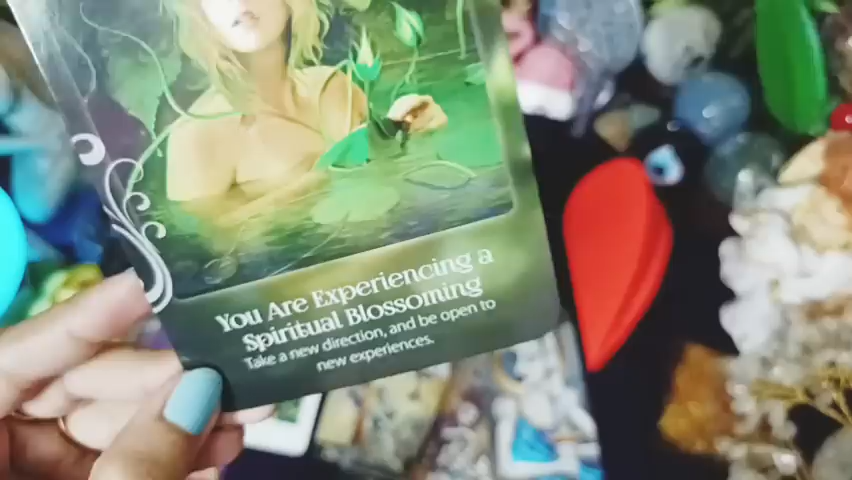 You Are Experiencing a
Spiritual Blossoming
Take a new direction, and be open to
new experiences.